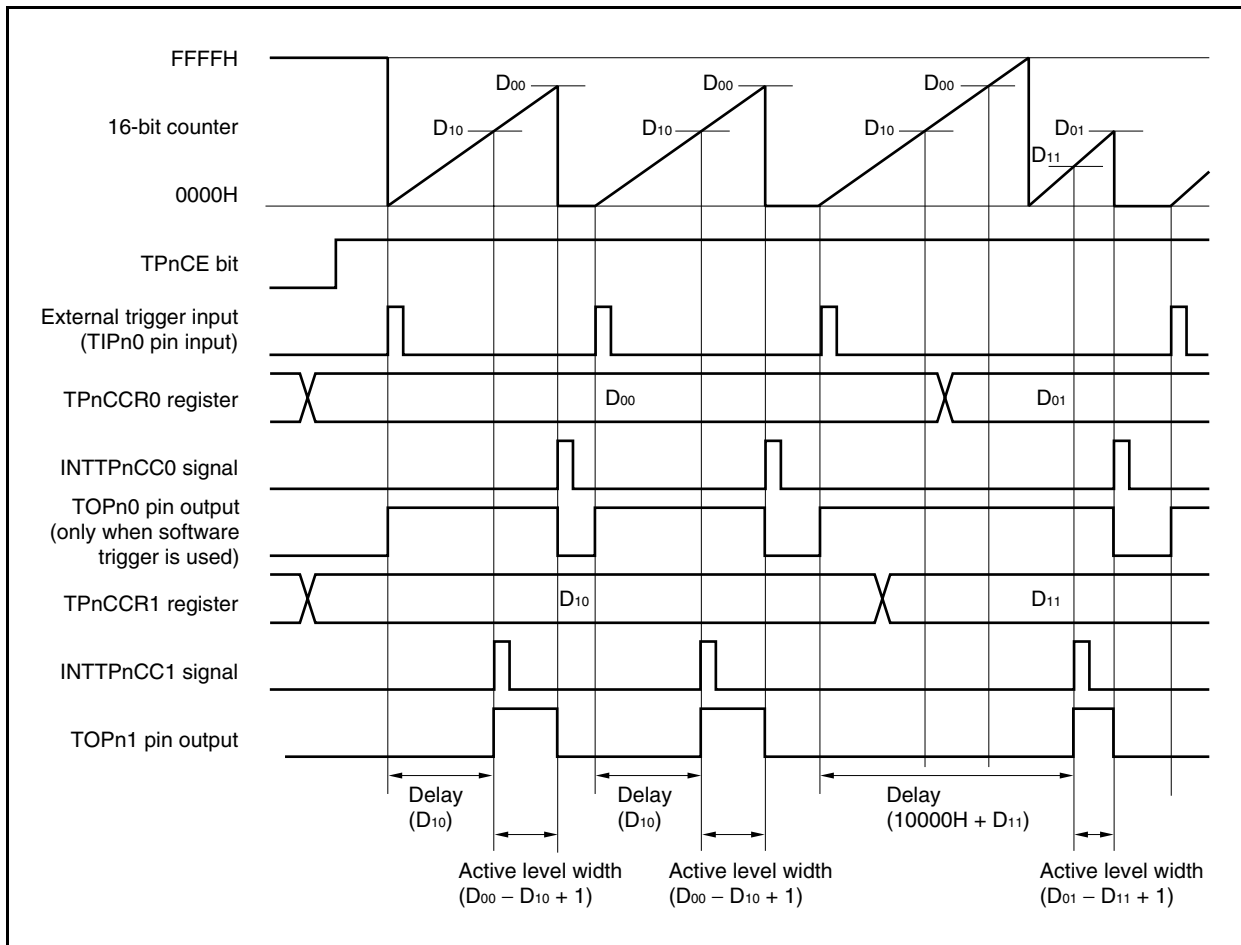 FFFFH
D00
D00
D00
16-bit counter
D10
D10
D10
D01
D11
0000H
TPnCE bit
External trigger input
(TIPn0 pin input)
TPnCCR0 register
D00
D01
INTTPnCC0 signal
TOPn0 pin output
(only when software
trigger is used)
TPnCCR1 register
D10
D11
INTTPnCC1 signal
TOPn1 pin output
Delay
(D10)
Delay
(D10)
Delay
(10000H + D11)
Active level width
(D00 − D10 + 1)
Active level width
(D00 − D10 + 1)
Active level width
(D01 − D11 + 1)